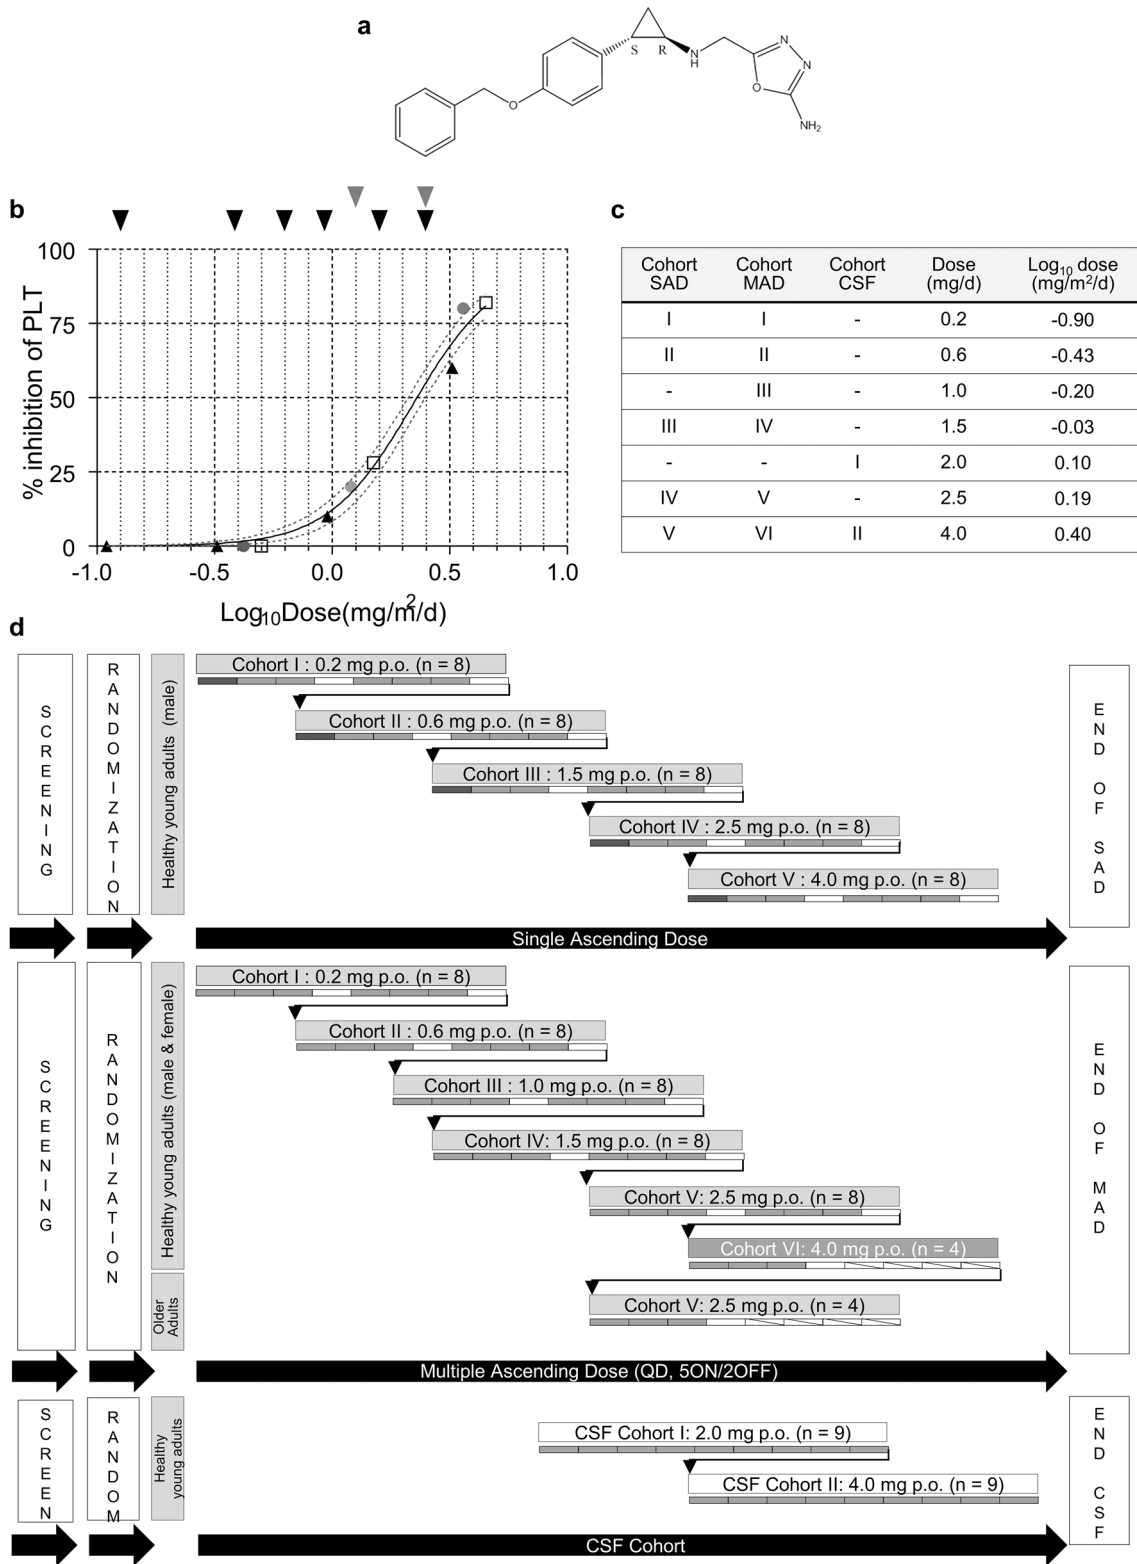 a
S R
N
H
N
N
O
O
NH2
b
% inhibition of PLT
100
75
50
25
0
-1.0 -0.5 0.0 0.5 1.0
Log10Dose(mg/m2/d)
c
Cohort SAD Cohort MAD Cohort CSF Dose (mg/d) Log10 dose (mg/m2/d)
I I - 0.2 -0.90
II II - 0.6 -0.43
- III - 1.0 -0.20
III IV - 1.5 -0.03
- - I 2.0 0.10
IV V - 2.5 0.19
V VI II 4.0 0.40
d
SCREENING
RANDOMIZATION
Healthy young adults (male)
Cohort I : 0.2 mg p.o. (n = 8)
Cohort II : 0.6 mg p.o. (n = 8)
Cohort III : 1.5 mg p.o. (n = 8)
Cohort IV : 2.5 mg p.o. (n = 8)
Cohort V : 4.0 mg p.o. (n = 8)
END OF SAD
Single Ascending Dose
SCREENING
RANDOMIZATION
Healthy young adults (male & female)
Older
Adults
Cohort I : 0.2 mg p.o. (n = 8)
Cohort II : 0.6 mg p.o. (n = 8)
Cohort III : 1.0 mg p.o. (n = 8)
Cohort IV: 1.5 mg p.o. (n = 8)
Cohort V: 2.5 mg p.o. (n = 8)
Cohort VI: 4.0 mg p.o. (n = 4)
Cohort V: 2.5 mg p.o. (n = 4)
END OF MAD
Multiple Ascending Dose (QD, 5ON/2OFF)
SCREEN
RANDOM
Healthy
young adults
CSF Cohort I: 2.0 mg p.o. (n = 9)
CSF Cohort II: 4.0 mg p.o. (n = 9)
END CSF
CSF Cohort